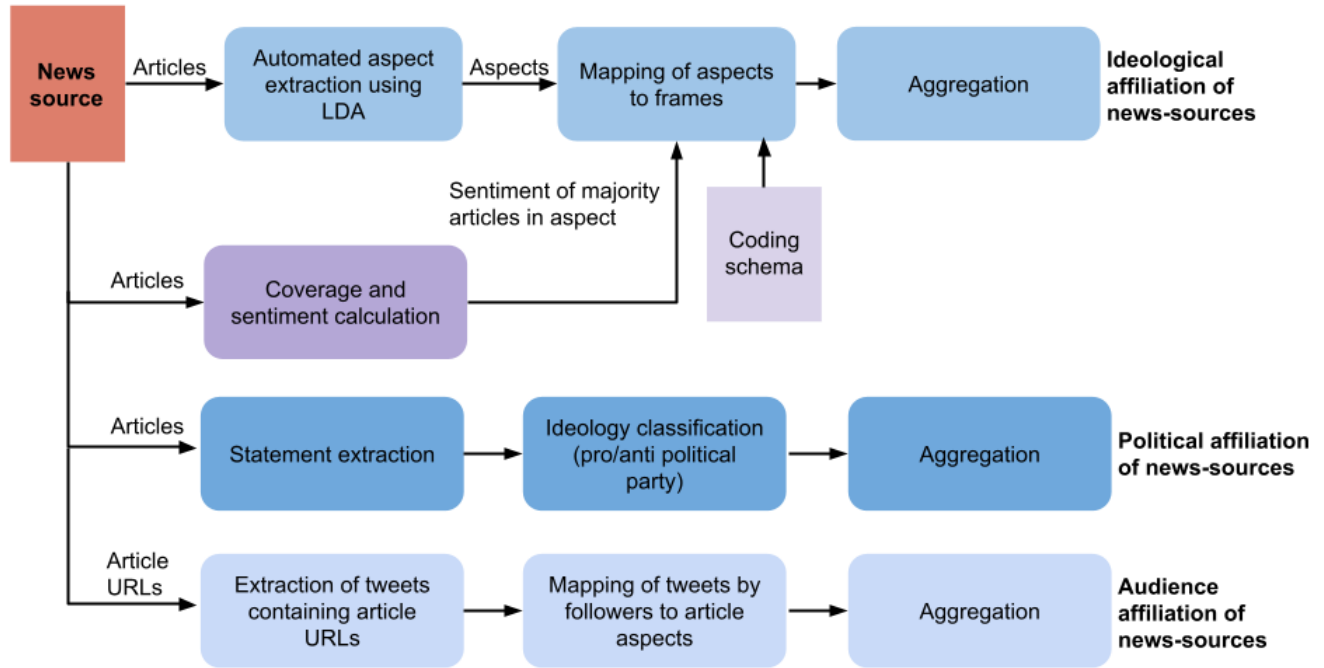 News
source
Articles
Automated aspect
extraction using
LDA
Aspects
Mapping of aspects
to frames
Aggregation
Ideological
affiliation of
news-sources
Sentiment of majority
articles in aspect
Coding
schema
Articles
Coverage and
sentiment calculation
Articles
Statement extraction
Ideology classification
(pro/anti political
party)
Aggregation
Political affiliation
of news-sources
Article
URLs
Extraction of tweets
containing article
URLs
Mapping of tweets by
followers to article
aspects
Aggregation
Audience
affiliation of
news-sources